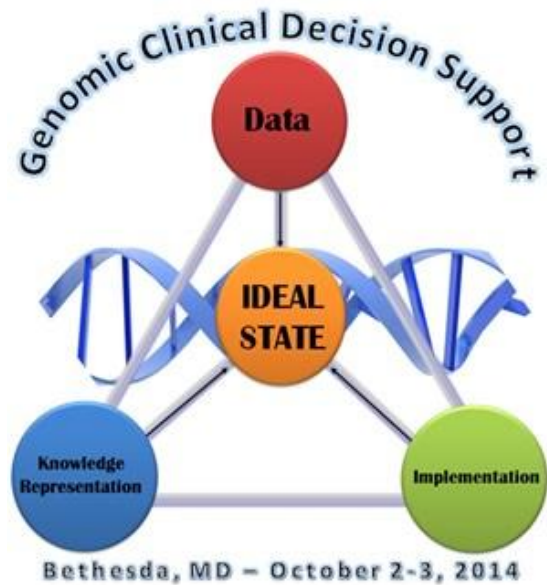 Genomic Clinical Decision Support
Data
IDEAL
STATE
Knowledge
Representation
Implementation
Bethesda, MD – October 2-3, 2014